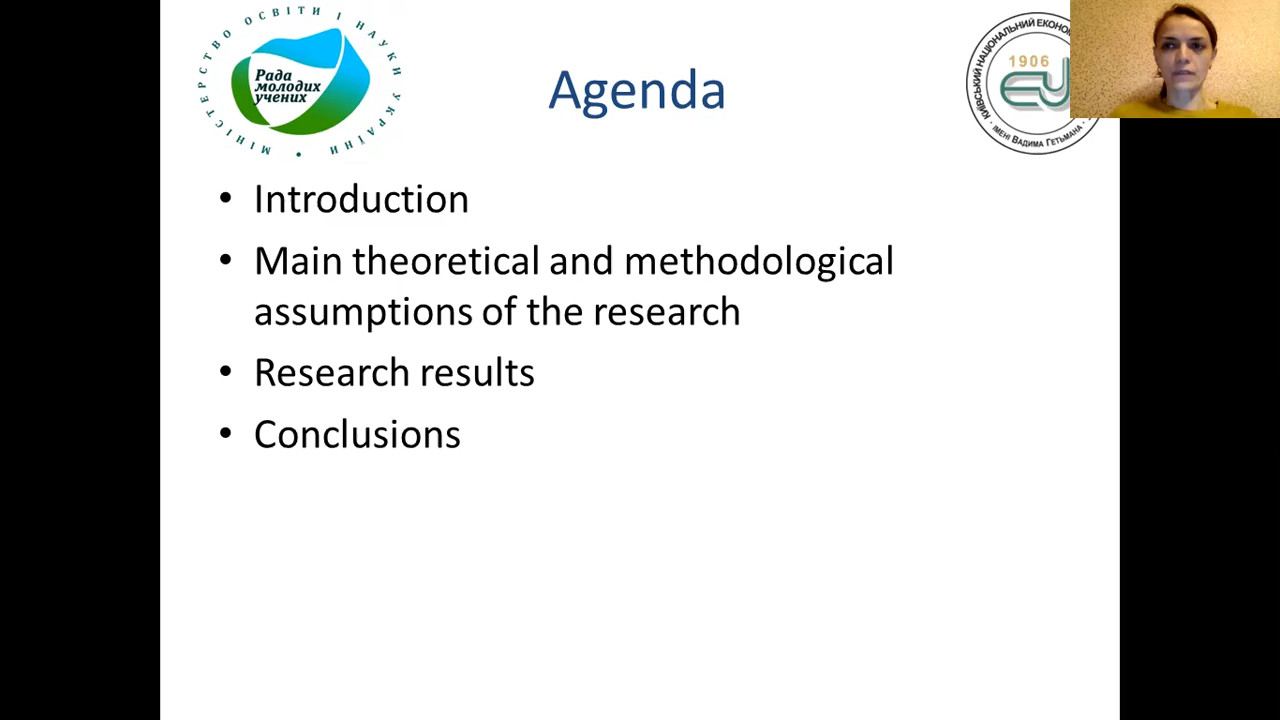 МІНІСТЕРСТВО ОСВІТИ І НАУКИ УКРАЇНИ
Рада
молодих
учених
Agenda
КИЇВСЬКИЙ НАЦІОНАЛЬНИЙ ЕКОНОМ
1906
ІМЕНІ ВАДИМА ГЕТЬМАНА
• Introduction
• Main theoretical and methodological
assumptions of the research
• Research results
• Conclusions